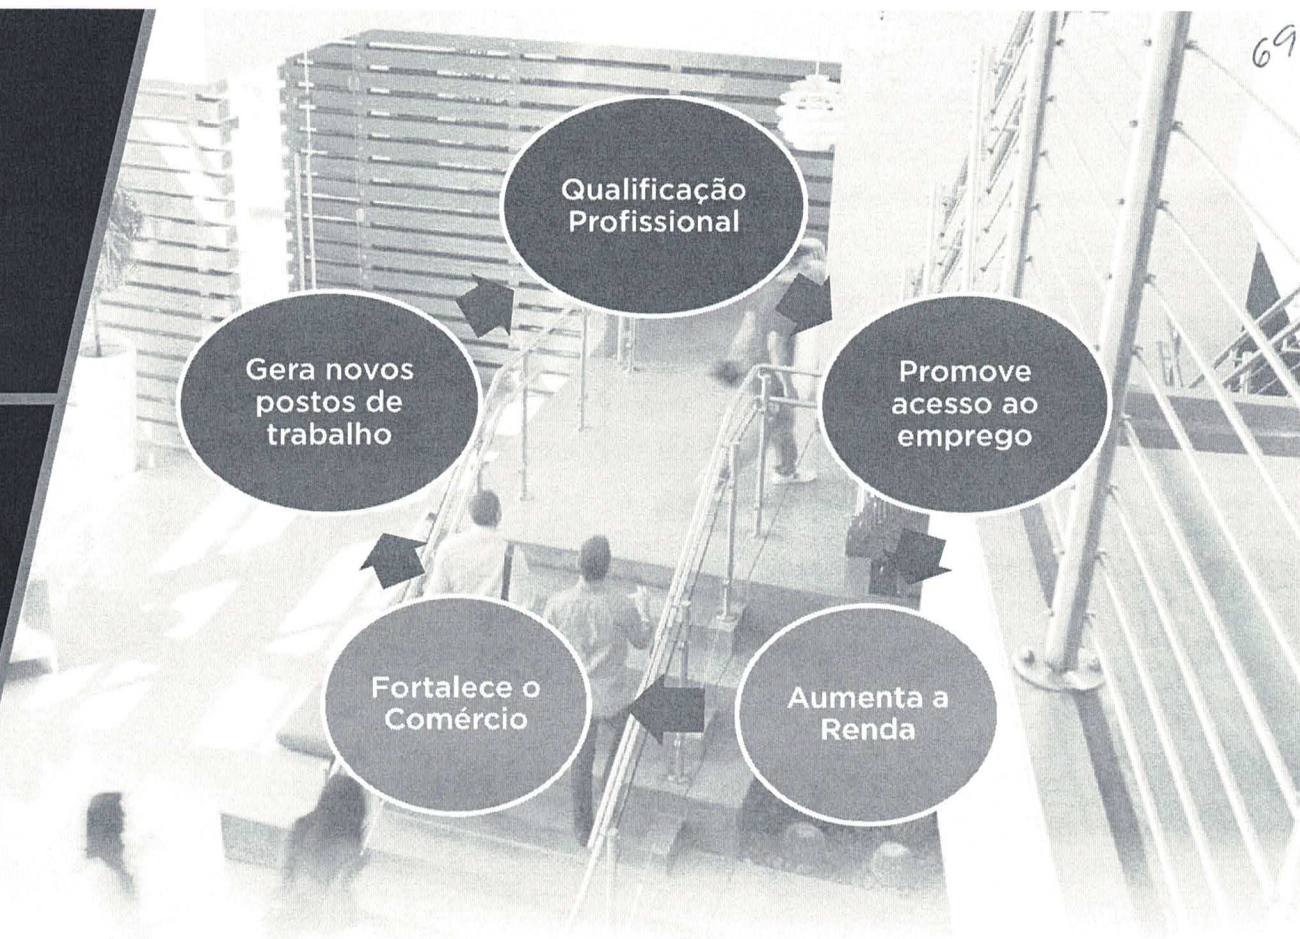 69
Qualificação
Profissional
Promove
acesso ao
emprego
Aumenta a
Renda
Fortalece o
Comércio
Gera novos
postos de
trabalho